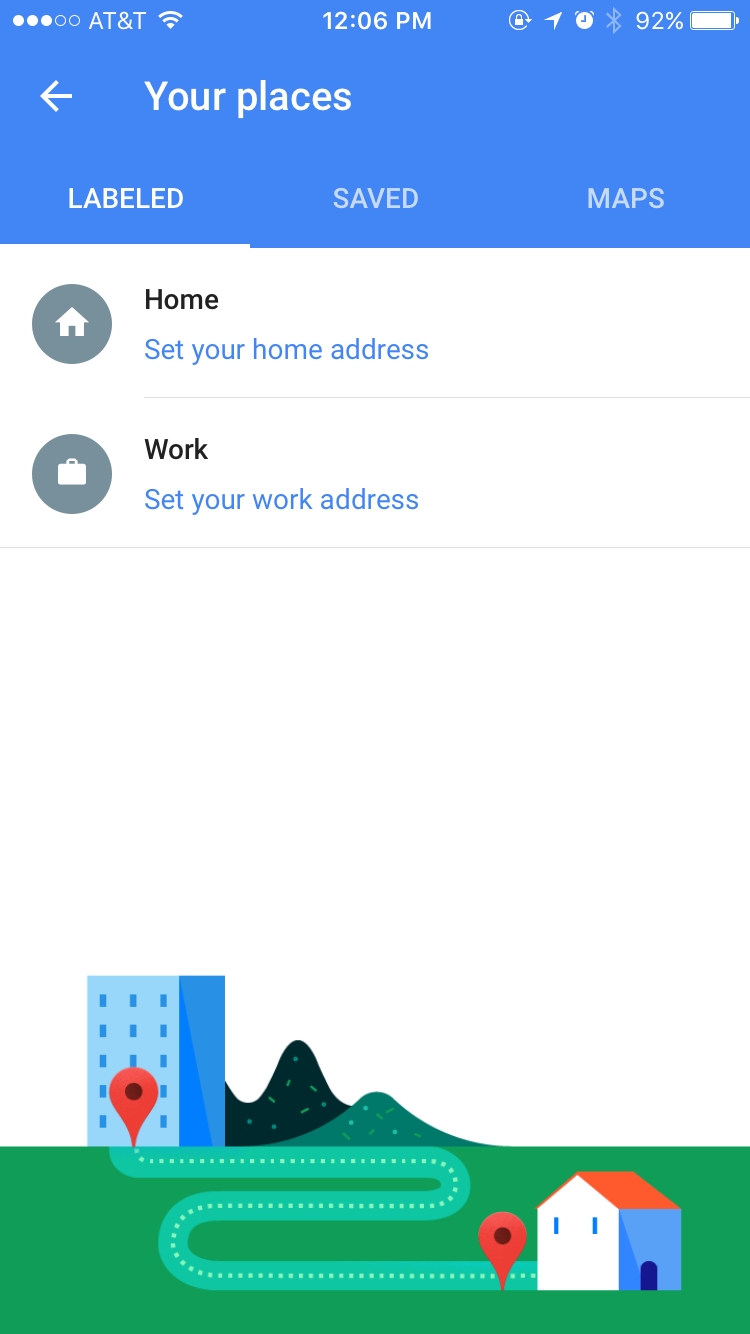 AT&T 12:06 PM 92%
Your places
LABELED SAVED MAPS
Home
Set your home address
Work
Set your work address